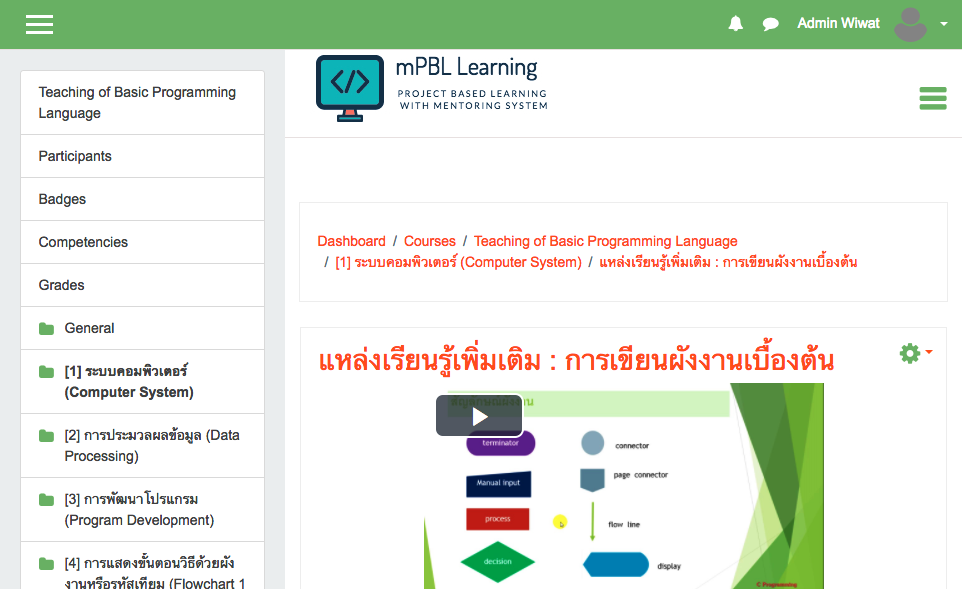 Admin Wiwat
Teaching of Basic Programming
Language
Participants
Badges
Competencies
Grades
General
[1] ระบบคอมพิวเตอร์
(Computer System)
[2] การประมวลผลข้อมูล (Data
Processing)
[3] การพัฒนาโปรแกรม
(Program Development)
[4] การแสดงขั้นตอนวิธีด้วยผัง
งานหรือรหัสเทียม (Flowchart 1
mPBL Learning
PROJECT BASED LEARNING
WITH MENTORING SYSTEM
Dashboard / Courses / Teaching of Basic Programming Language
/ [1] ระบบคอมพิวเตอร์ (Computer System) / แหล่งเรียนรู้เพิ่มเติม : การเขียนผังงานเบื้องต้น
แหล่งเรียนรู้เพิ่มเติม : การเขียนผังงานเบื้องต้น
terminator
connector
Manual Input
page connector
process
flow line
decision
display
C Programming